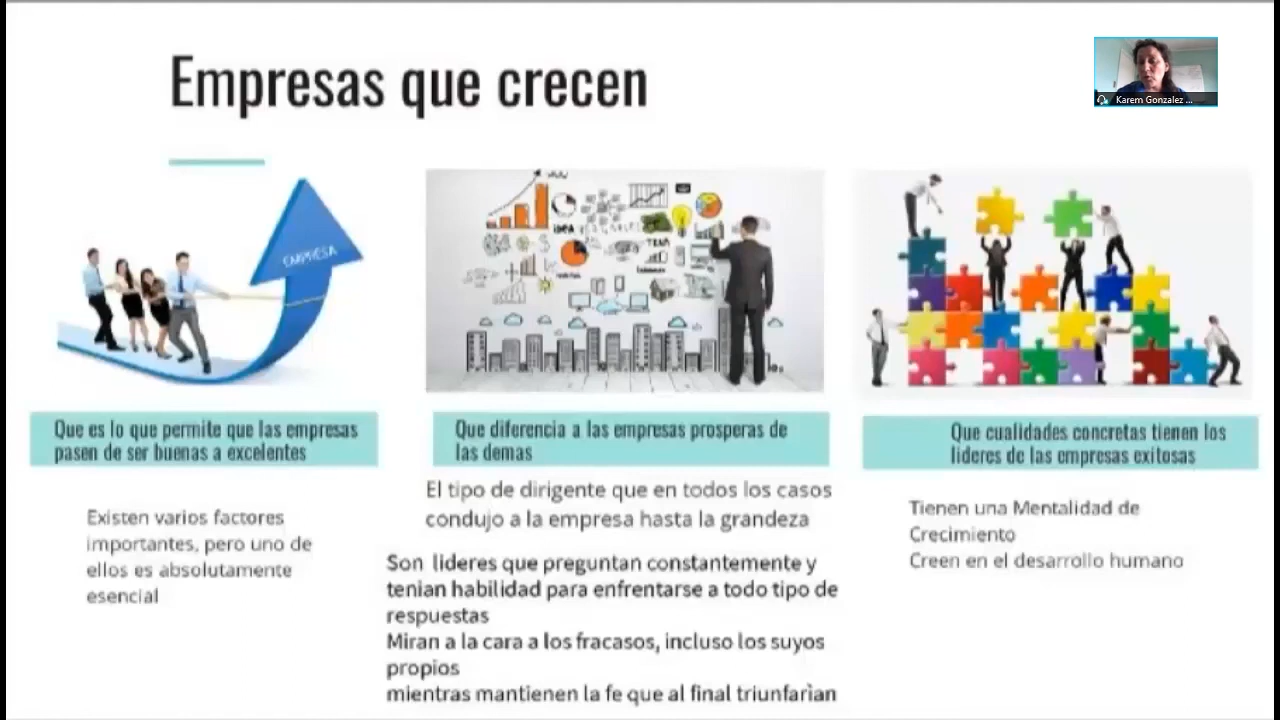 Empresas que crecen
Karem Gonzalez ...
EMPRESA
IDEA
TEAM
Que es lo que permite que las empresas
pasen de ser buenas a excelentes
Existen varios factores
importantes, pero uno de
ellos es absolutamente
esencial
Que diferencia a las empresas prosperas de
las demas
El tipo de dirigente que en todos los casos
condujo a la empresa hasta la grandeza
Son lideres que preguntan constantemente y
tenian habilidad para enfrentarse a todo tipo de
respuestas
Miran a la cara a los fracasos, incluso los suyos
propios
mientras mantienen la fe que al final triunfarian
Que cualidades concretas tienen los
lideres de las empresas exitosas
Tienen una Mentalidad de
Crecimiento
Creen en el desarrollo humano